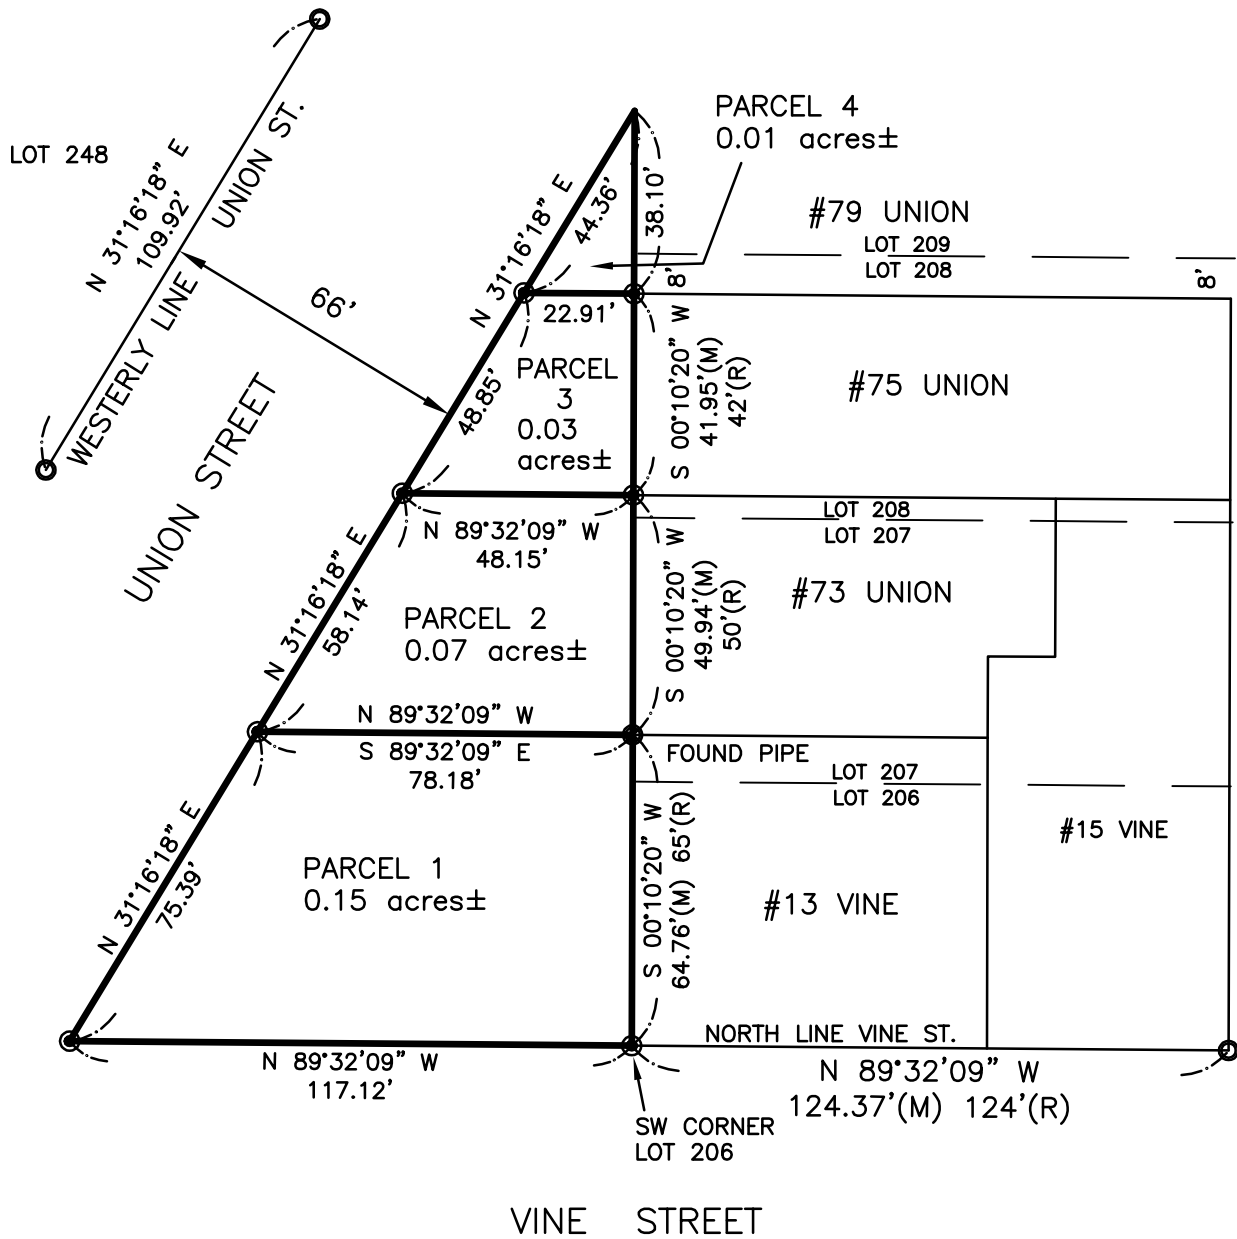 LOT 248
N 31°16'18" E
109.92'
WESTERLY LINE UNION ST.
66'
UNION STREET
PARCEL 4
0.01 acres±
N 31°16'18" E
44.36'
38.10'
#79 UNION
LOT 209
LOT 208
8'
8'
22.91'
PARCEL
3
0.03
acres±
48.85'
S 00°10'20" W
41.95'(M)
42'(R)
#75 UNION
N 89°32'09" W
48.15'
LOT 208
LOT 207
N 31°16'18" E
58.14'
PARCEL 2
0.07 acres±
S 00°10'20" W
49.94'(M)
50'(R)
#73 UNION
N 89°32'09" W
S 89°32'09" E
78.18'
FOUND PIPE
LOT 207
LOT 206
#15 VINE
N 31°16'18" E
75.39'
PARCEL 1
0.15 acres±
S 00°10'20" W
64.76'(M) 65'(R)
#13 VINE
NORTH LINE VINE ST.
N 89°32'09" W
117.12'
N 89°32'09" W
124.37'(M) 124'(R)
SW CORNER
LOT 206
VINE STREET